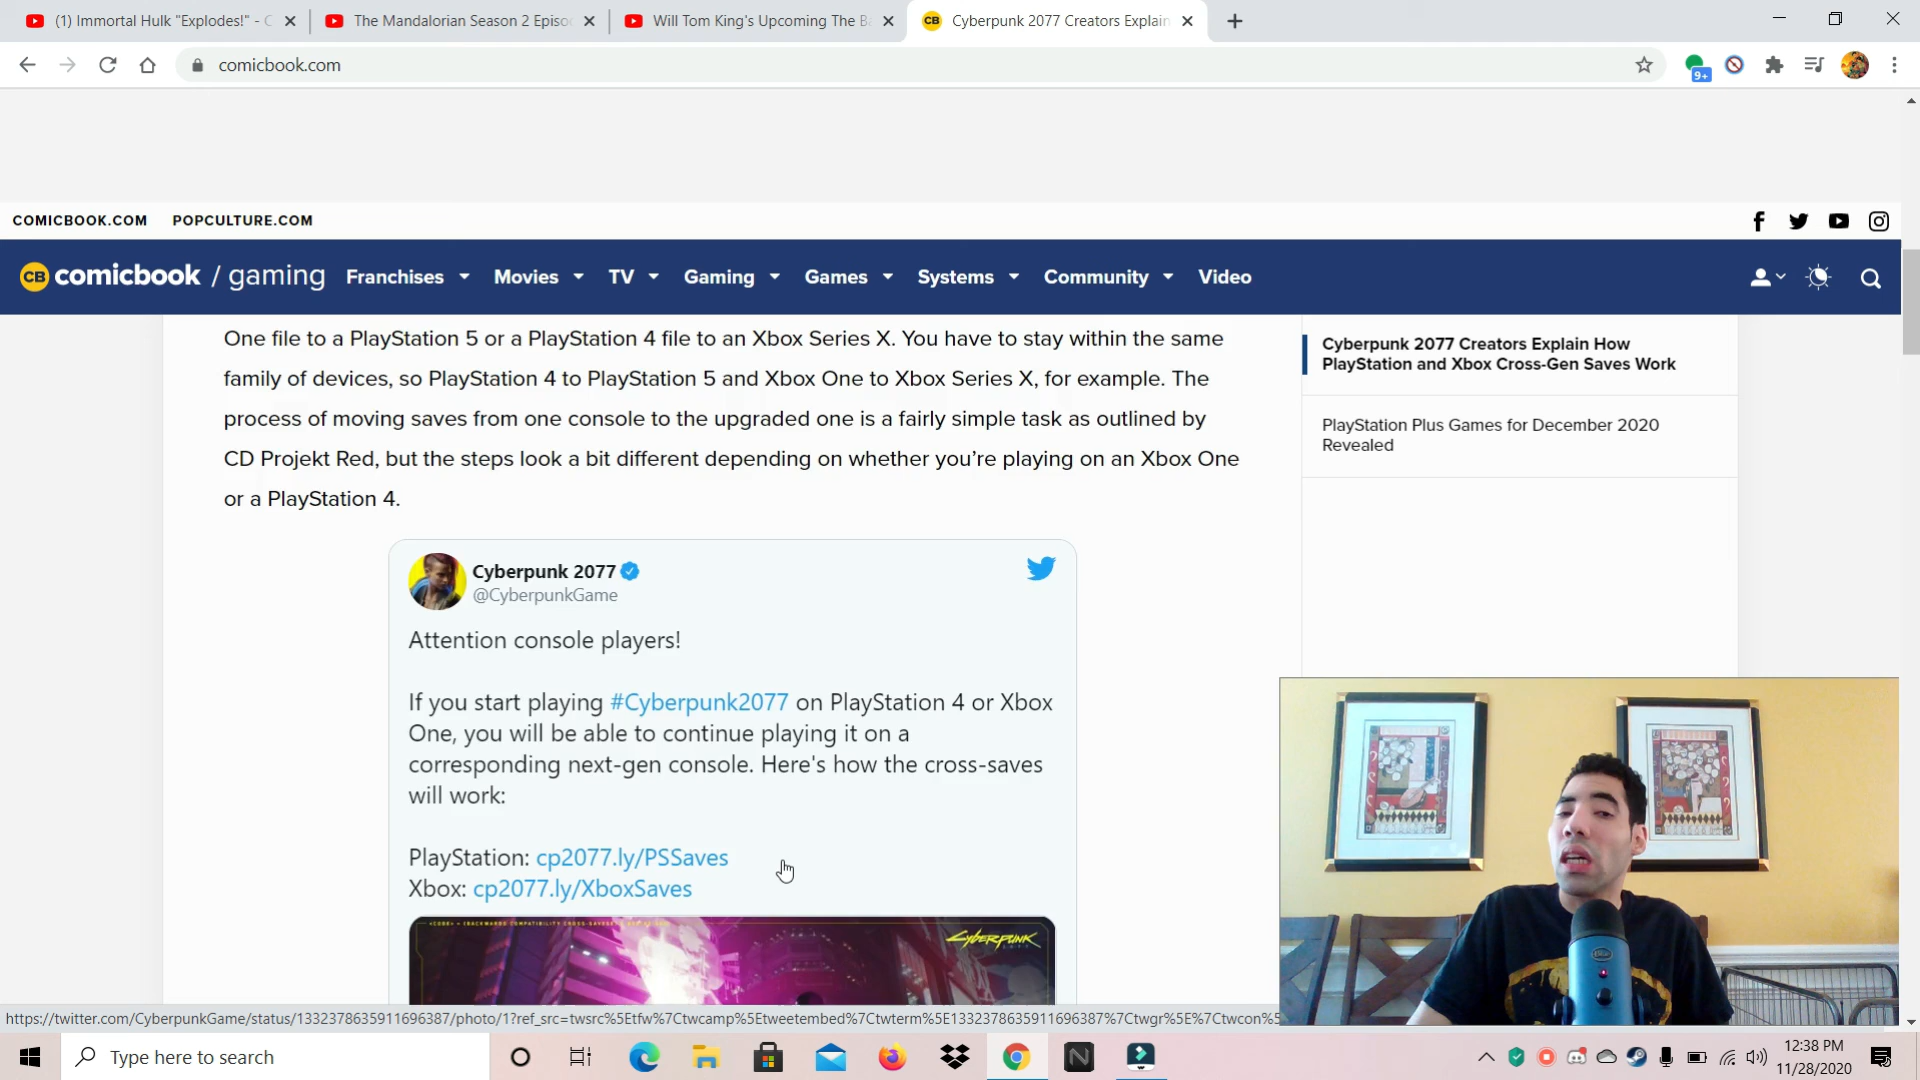 (1) Immortal Hulk "Explodes!" - C
The Mandalorian Season 2 Episo
Will Tom King's Upcoming The Ba
CB Cyberpunk 2077 Creators Explain
comicbook.com
9+
COMICBOOK.COM POPCULTURE.COM
CB comicbook / gaming Franchises Movies TV Gaming Games Systems Community Video
One file to a PlayStation 5 or a PlayStation 4 file to an Xbox Series X. You have to stay within the same
family of devices, so PlayStation 4 to PlayStation 5 and Xbox One to Xbox Series X, for example. The
process of moving saves from one console to the upgraded one is a fairly simple task as outlined by
CD Projekt Red, but the steps look a bit different depending on whether you're playing on an Xbox One
or a PlayStation 4.
Cyberpunk 2077 Creators Explain How
PlayStation and Xbox Cross-Gen Saves Work
PlayStation Plus Games for December 2020
Revealed
Cyberpunk 2077
@CyberpunkGame
Attention console players!
If you start playing #Cyberpunk2077 on PlayStation 4 or Xbox
One, you will be able to continue playing it on a
corresponding next-gen console. Here's how the cross-saves
will work:
PlayStation: cp2077.ly/PSSaves
Xbox: cp2077.ly/XboxSaves
Cyberpunk
https://twitter.com/CyberpunkGame/status/1332378635911696387/photo/1?ref_src=twsrc%5Etfw%7Ctwcamp%5Etweetembed%7Ctwterm%5E1332378635911696387%7Ctwgr%5E%7Ctwcon%5
Type here to search
12:38 PM
11/28/2020